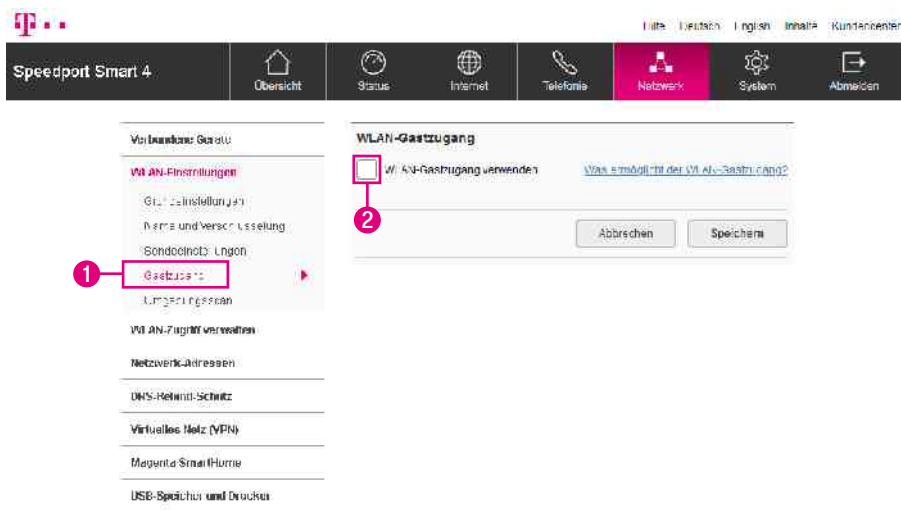 T
Hilfe Deutsch English Inhalte Kundencenter
Speedport Smart 4
Übersicht
Status
Internet
Telefonie
Netzwerk
System
Abmelden
Verbundene Geräte
WLAN-Einstellungen
Grundeinstellungen
Name und Verschlüsselung
Sendeeinstellungen
Gastzugang
Umgebungsscan
WLAN-Zugriff verwalten
Netzwerk-Adressen
DNS-Rebind-Schutz
Virtuelles Netz (VPN)
Magenta SmartHome
USB-Speicher und Drucker
1
WLAN-Gastzugang
WLAN-Gastzugang verwenden
Was ermöglicht der WLAN-Gastzugang?
2
Abbrechen
Speichern